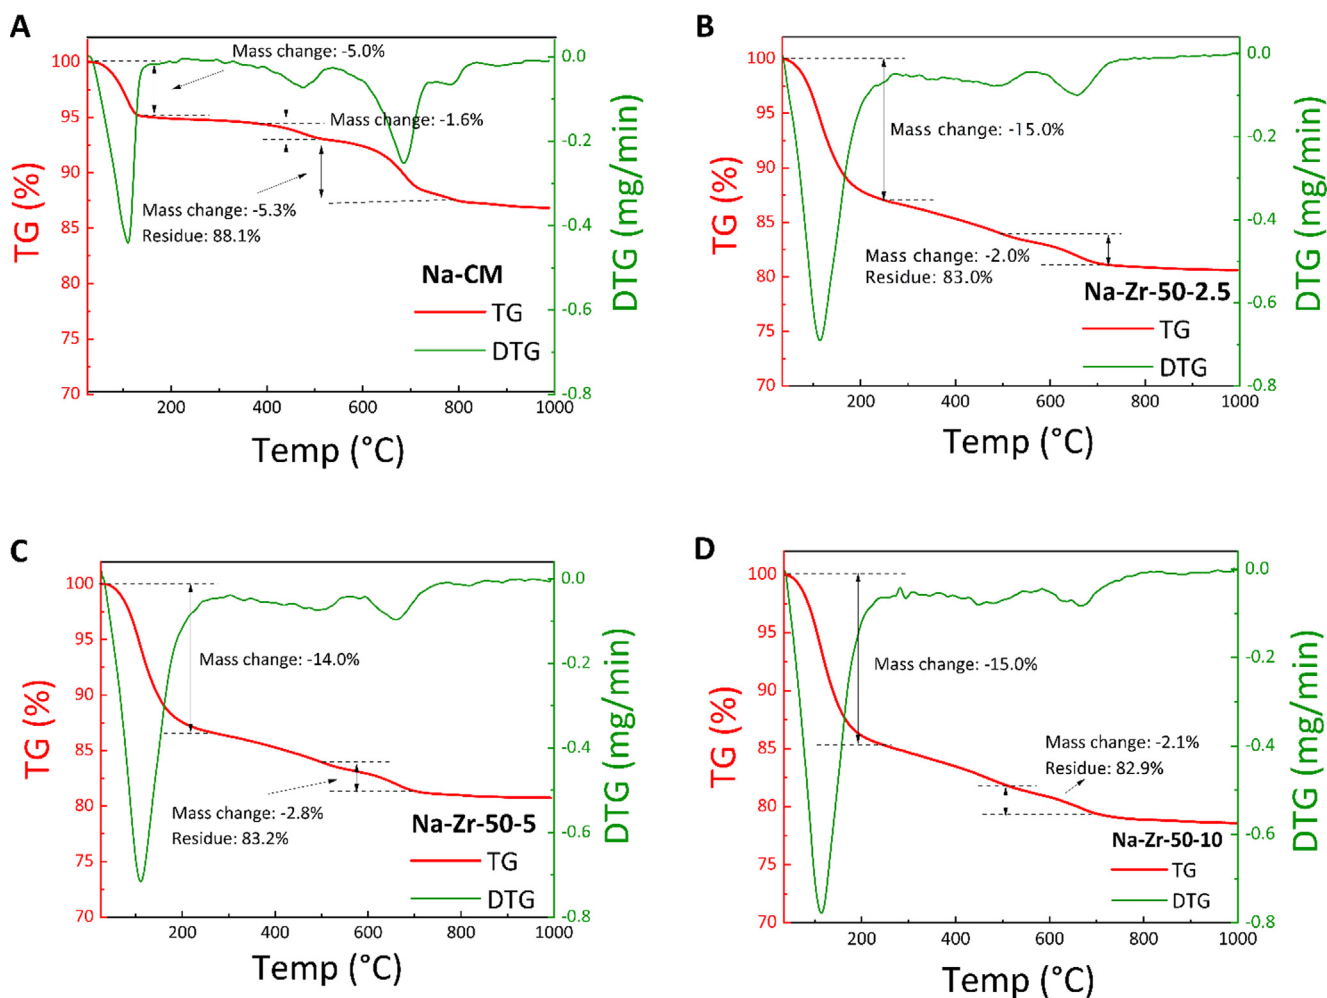 A
Mass change: -5.0%
Mass change: -1.6%
Mass change: -5.3%
Residue: 88.1%
Na-CM
TG
DTG
TG (%)
100
95
90
85
80
75
70
DTG (mg/min)
0.0
-0.2
-0.4
-0.6
-0.8
200 400 600 800 1000
Temp (°C)
B
Mass change: -15.0%
Mass change: -2.0%
Residue: 83.0%
Na-Zr-50-2.5
TG
DTG
TG (%)
100
95
90
85
80
75
70
DTG (mg/min)
0.0
-0.2
-0.4
-0.6
-0.8
200 400 600 800 1000
Temp (°C)
C
Mass change: -14.0%
Mass change: -2.8%
Residue: 83.2%
Na-Zr-50-5
TG
DTG
TG (%)
100
95
90
85
80
75
70
DTG (mg/min)
0.0
-0.2
-0.4
-0.6
-0.8
200 400 600 800 1000
Temp (°C)
D
Mass change: -15.0%
Mass change: -2.1%
Residue: 82.9%
Na-Zr-50-10
TG
DTG
TG (%)
100
95
90
85
80
75
70
DTG (mg/min)
0.0
-0.2
-0.4
-0.6
-0.8
200 400 600 800 1000
Temp (°C)